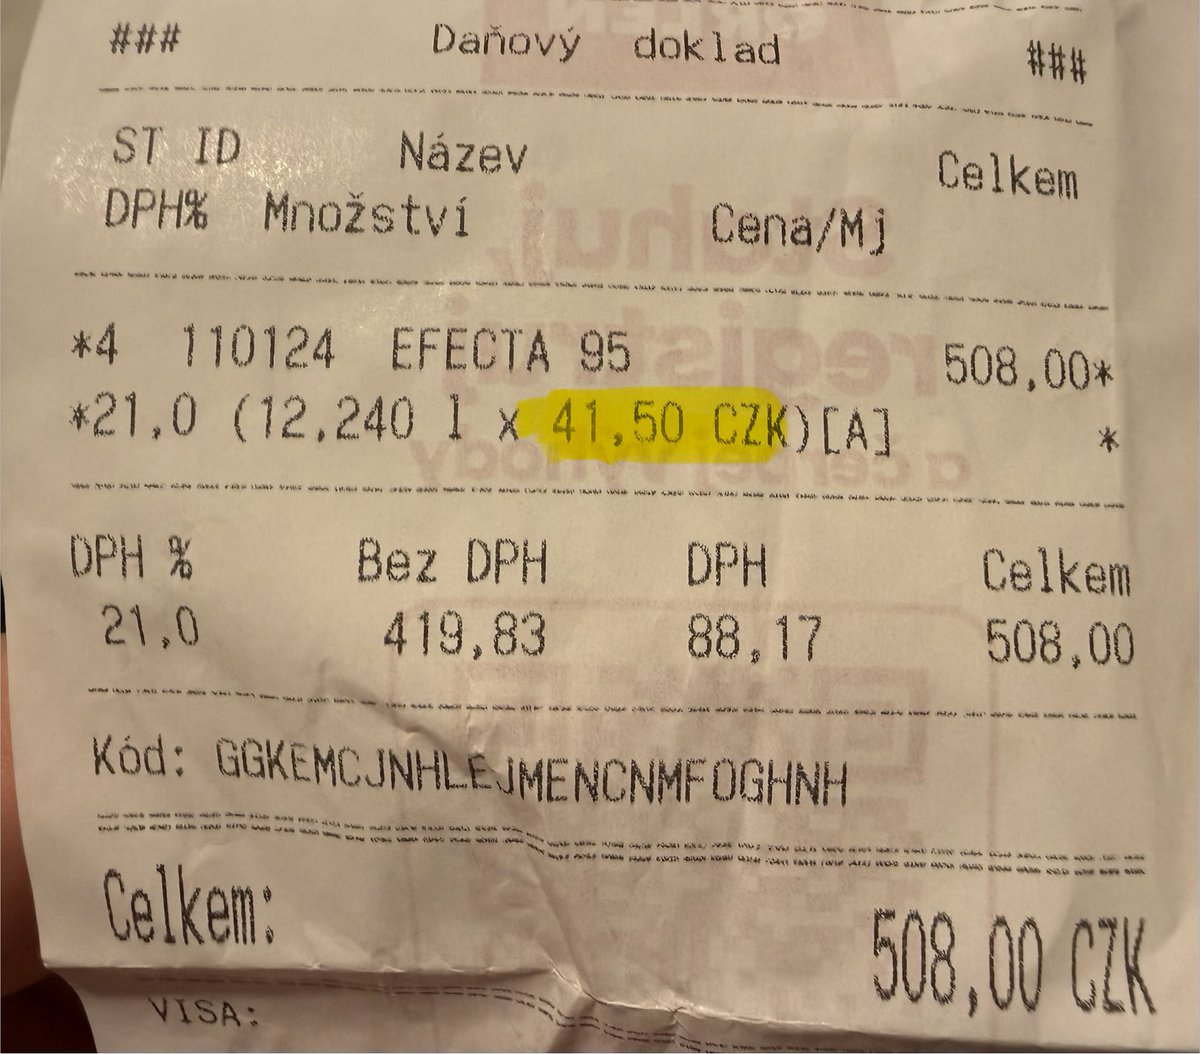 ### Daňový doklad ###
ST ID Název Celkem
DPH% Množství Cena/Mj
*4 110124 EFECTA 95 508,00*
*21,0 (12,240 l x 41,50 CZK)[A] *
DPH % Bez DPH DPH Celkem
21,0 419,83 88,17 508,00
Kód: GGKEMCJNHLEJMENCNMFOGHNH
Celkem: 508,00 CZK
VISA: